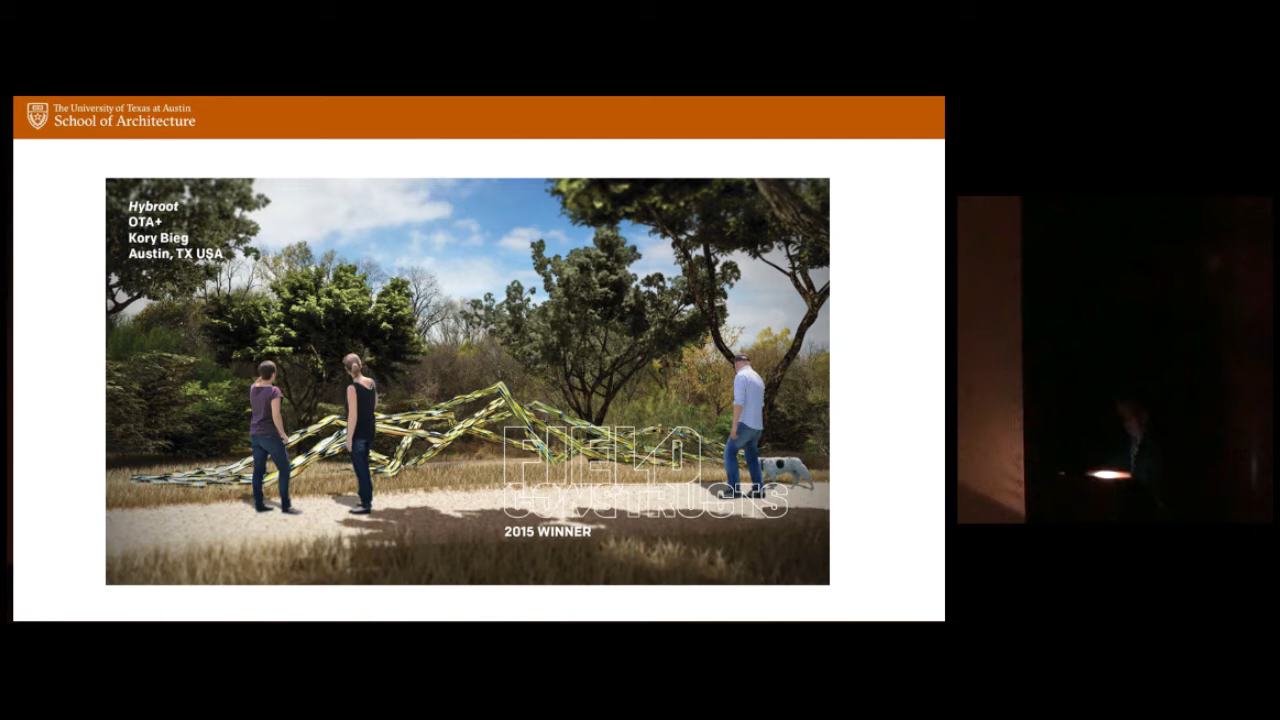 The University of Texas at Austin
School of Architecture
Hybroot
OTA+
Kory Bieg
Austin, TX USA
FIELD
CONSTRUCTS
2015 WINNER